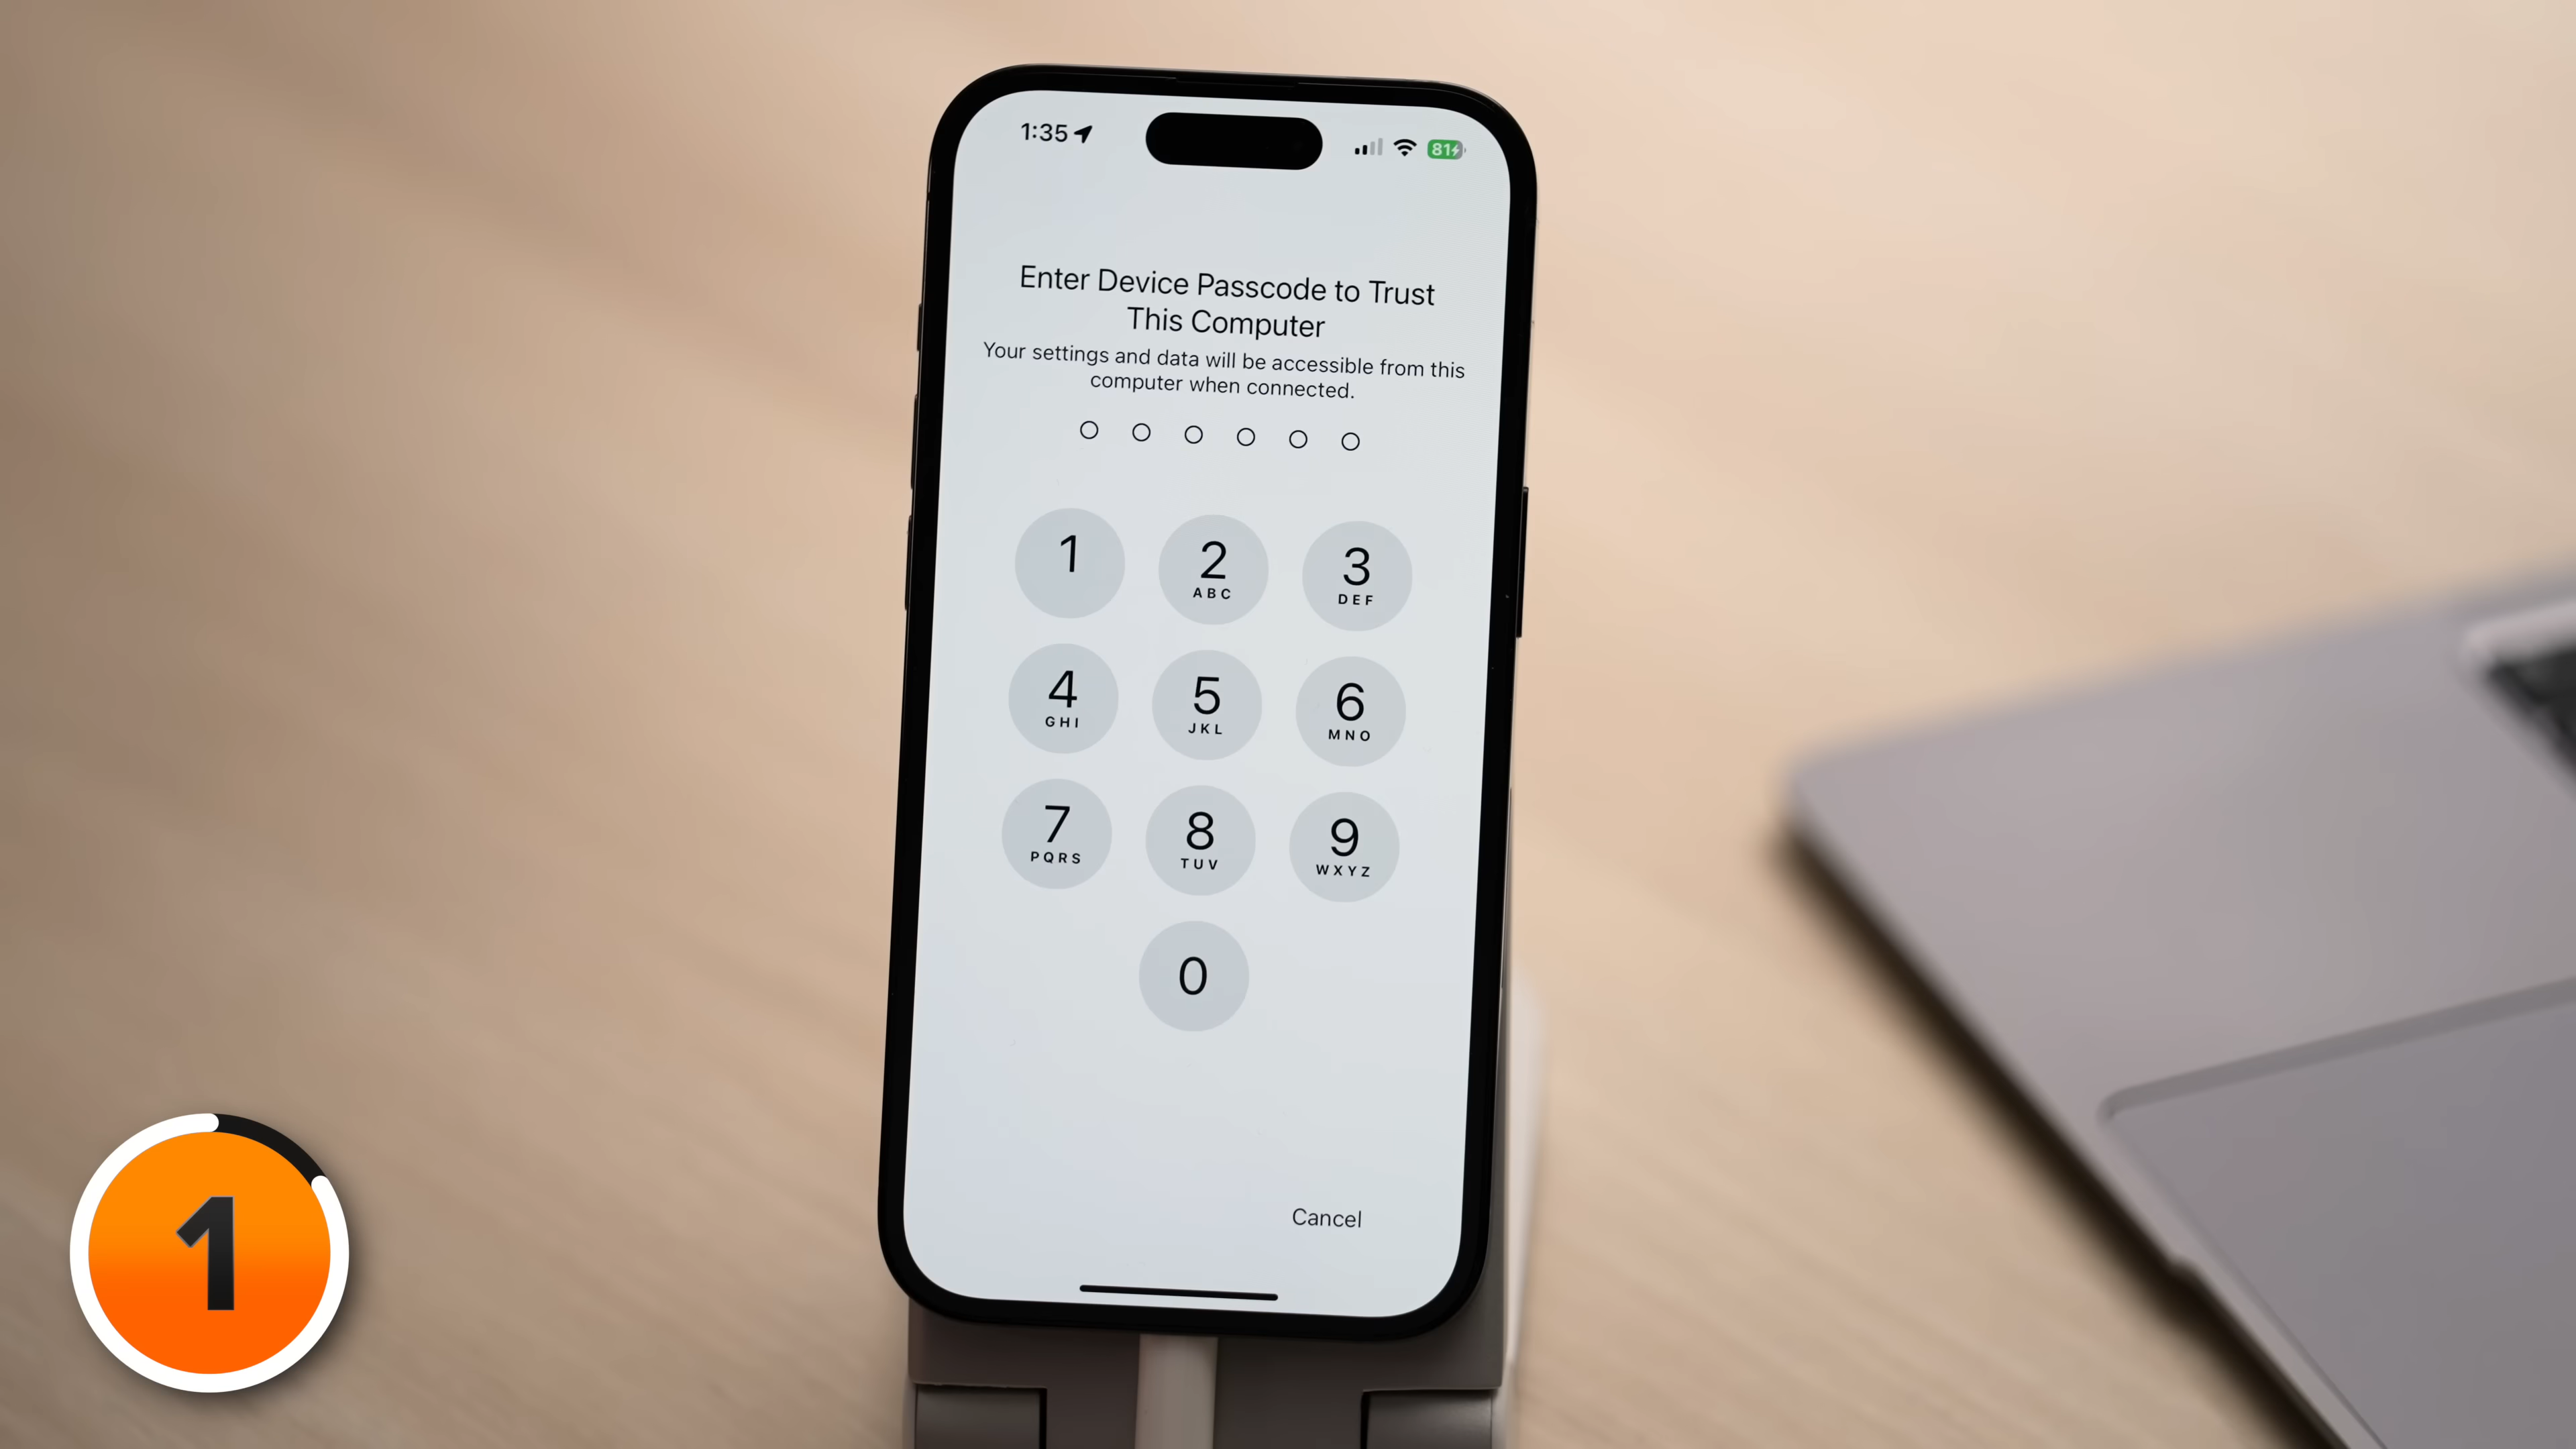 1:35
81
Enter Device Passcode to Trust
This Computer
Your settings and data will be accessible from this
computer when connected.
1
2
ABC
3
DEF
4
GHI
5
JKL
6
MNO
7
PQRS
8
TUV
9
WXYZ
0
Cancel
1